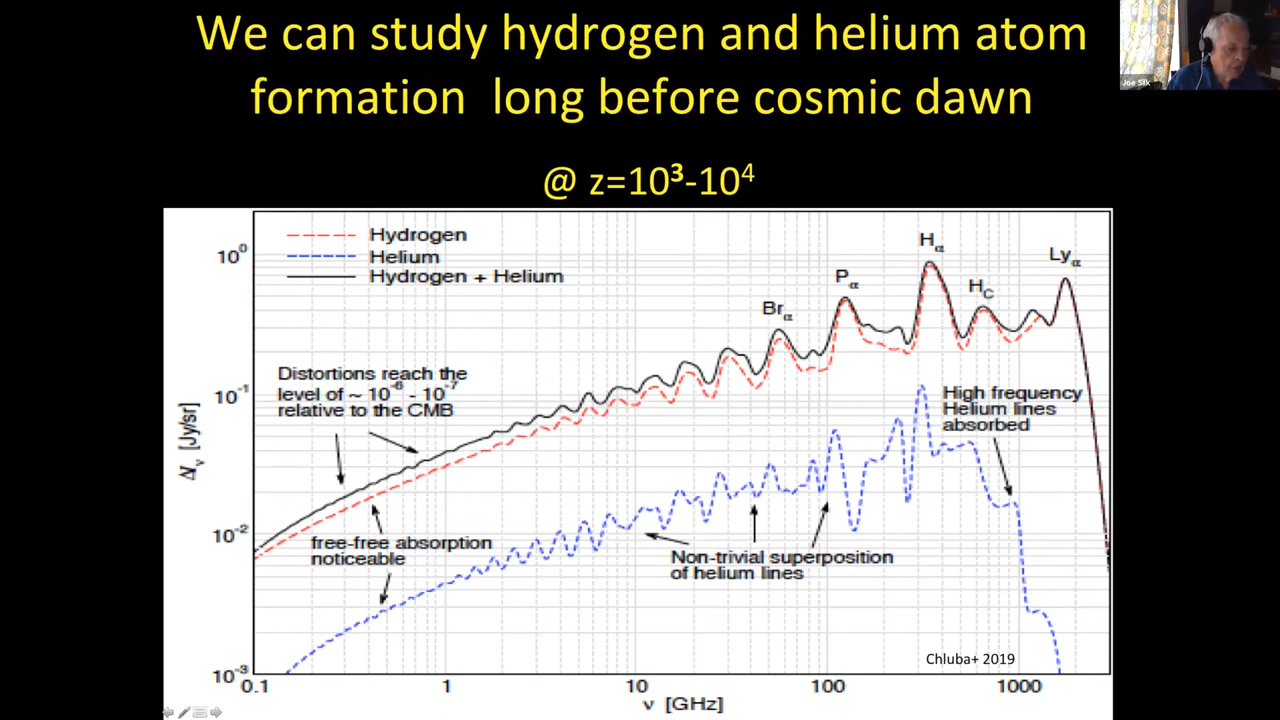 We can study hydrogen and helium atom
formation long before cosmic dawn
@ z=10³-10⁴
Joe Silk
Hydrogen
Helium
Hydrogen + Helium
Hα
Lyα
Pα
HC
Brα
Distortions reach the
level of ~ 10⁻⁶ - 10⁻⁷
relative to the CMB
High frequency
Helium lines
absorbed
free-free absorption
noticeable
Non-trivial superposition
of helium lines
Chluba+ 2019
10⁰
10⁻¹
10⁻²
10⁻³
ΔIν [Jy/sr]
0.1 1 10 100 1000
ν [GHz]